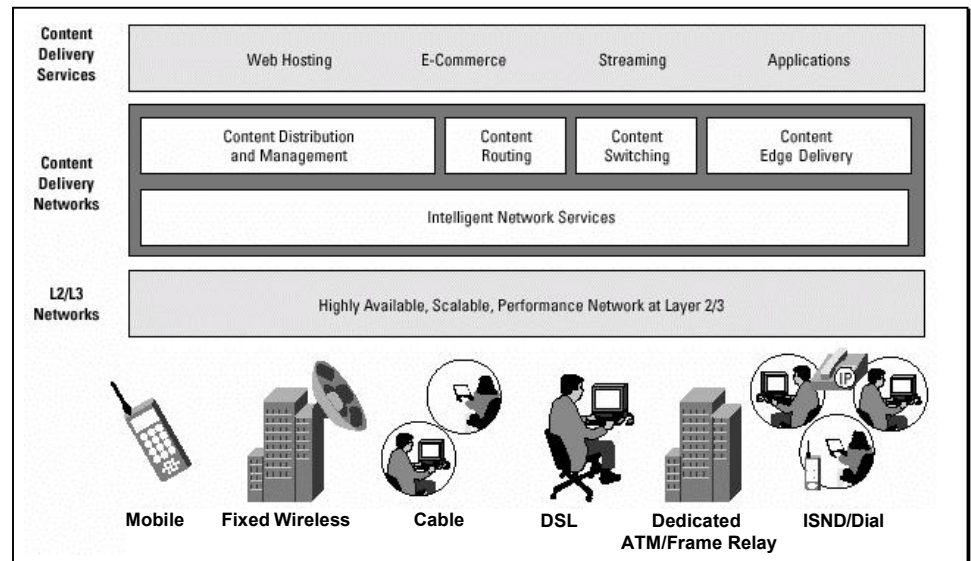 Content
Delivery
Services
Web Hosting E-Commerce Streaming Applications
Content
Delivery
Networks
Content Distribution
and Management
Content
Routing
Content
Switching
Content
Edge Delivery
Intelligent Network Services
L2/L3
Networks
Highly Available, Scalable, Performance Network at Layer 2/3
IP
Mobile
Fixed Wireless
Cable
DSL
Dedicated
ATM/Frame Relay
ISND/Dial